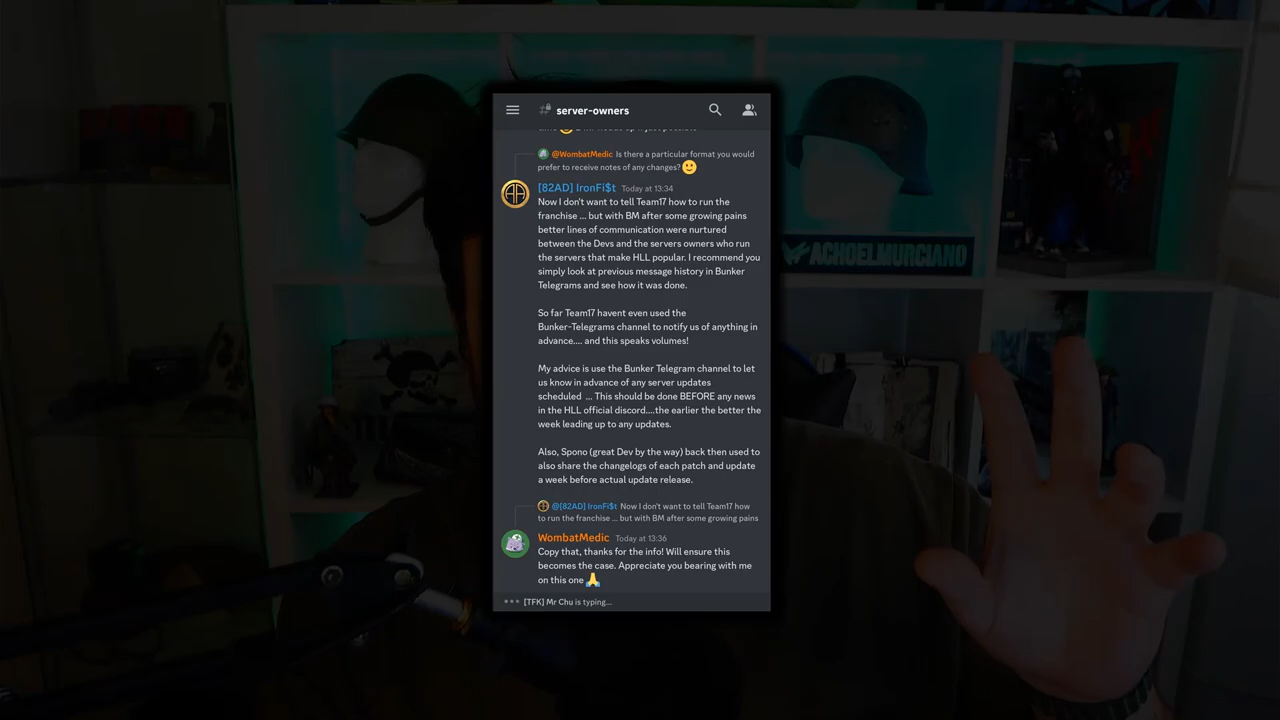 server-owners
@WombatMedic Is there a particular format you would
prefer to receive notes of any changes? 🙂
[82AD] IronFi$t Today at 13:34
Now I don't want to tell Team17 how to run the
franchise ... but with BM after some growing pains
better lines of communication were nurtured
between the Devs and the servers owners who run
the servers that make HLL popular. I recommend you
simply look at previous message history in Bunker
Telegrams and see how it was done.
So far Team17 havent even used the
Bunker-Telegrams channel to notify us of anything in
advance.... and this speaks volumes!
My advice is use the Bunker Telegram channel to let
us know in advance of any server updates
scheduled ... This should be done BEFORE any news
in the HLL official discord....the earlier the better the
week leading up to any updates.
Also, Spono (great Dev by the way) back then used to
also share the changelogs of each patch and update
a week before actual update release.
@[82AD] IronFi$t Now I don't want to tell Team17 how
to run the franchise ... but with BM after some growing pains
WombatMedic Today at 13:36
Copy that, thanks for the info! Will ensure this
becomes the case. Appreciate you bearing with me
on this one 🙏
[TFK] Mr Chu is typing...
ACHOELMURCIANO